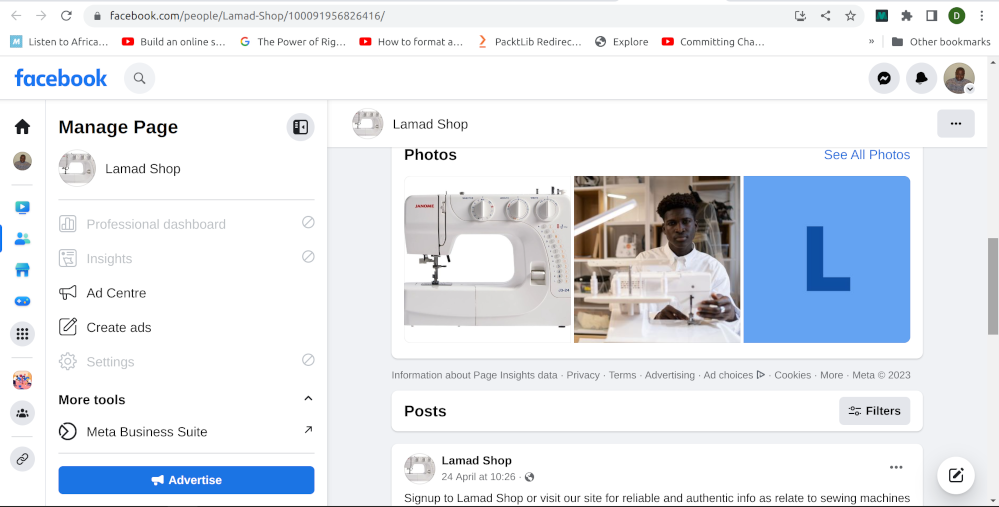 facebook.com/people/Lamad-Shop/100091956826416/
D
Listen to Africa...
Build an online s...
The Power of Rig...
How to format a...
PacktLib Redirec...
Explore
Committing Cha...
»
Other bookmarks
facebook
Manage Page
Lamad Shop
Professional dashboard
Insights
Ad Centre
Create ads
Settings
More tools
Meta Business Suite
Advertise
Lamad Shop
Photos
See All Photos
JANOME
L
Information about Page Insights data · Privacy · Terms · Advertising · Ad choices · Cookies · More · Meta © 2023
Posts
Filters
Lamad Shop
24 April at 10:26 ·
Signup to Lamad Shop or visit our site for reliable and authentic info as relate to sewing machines